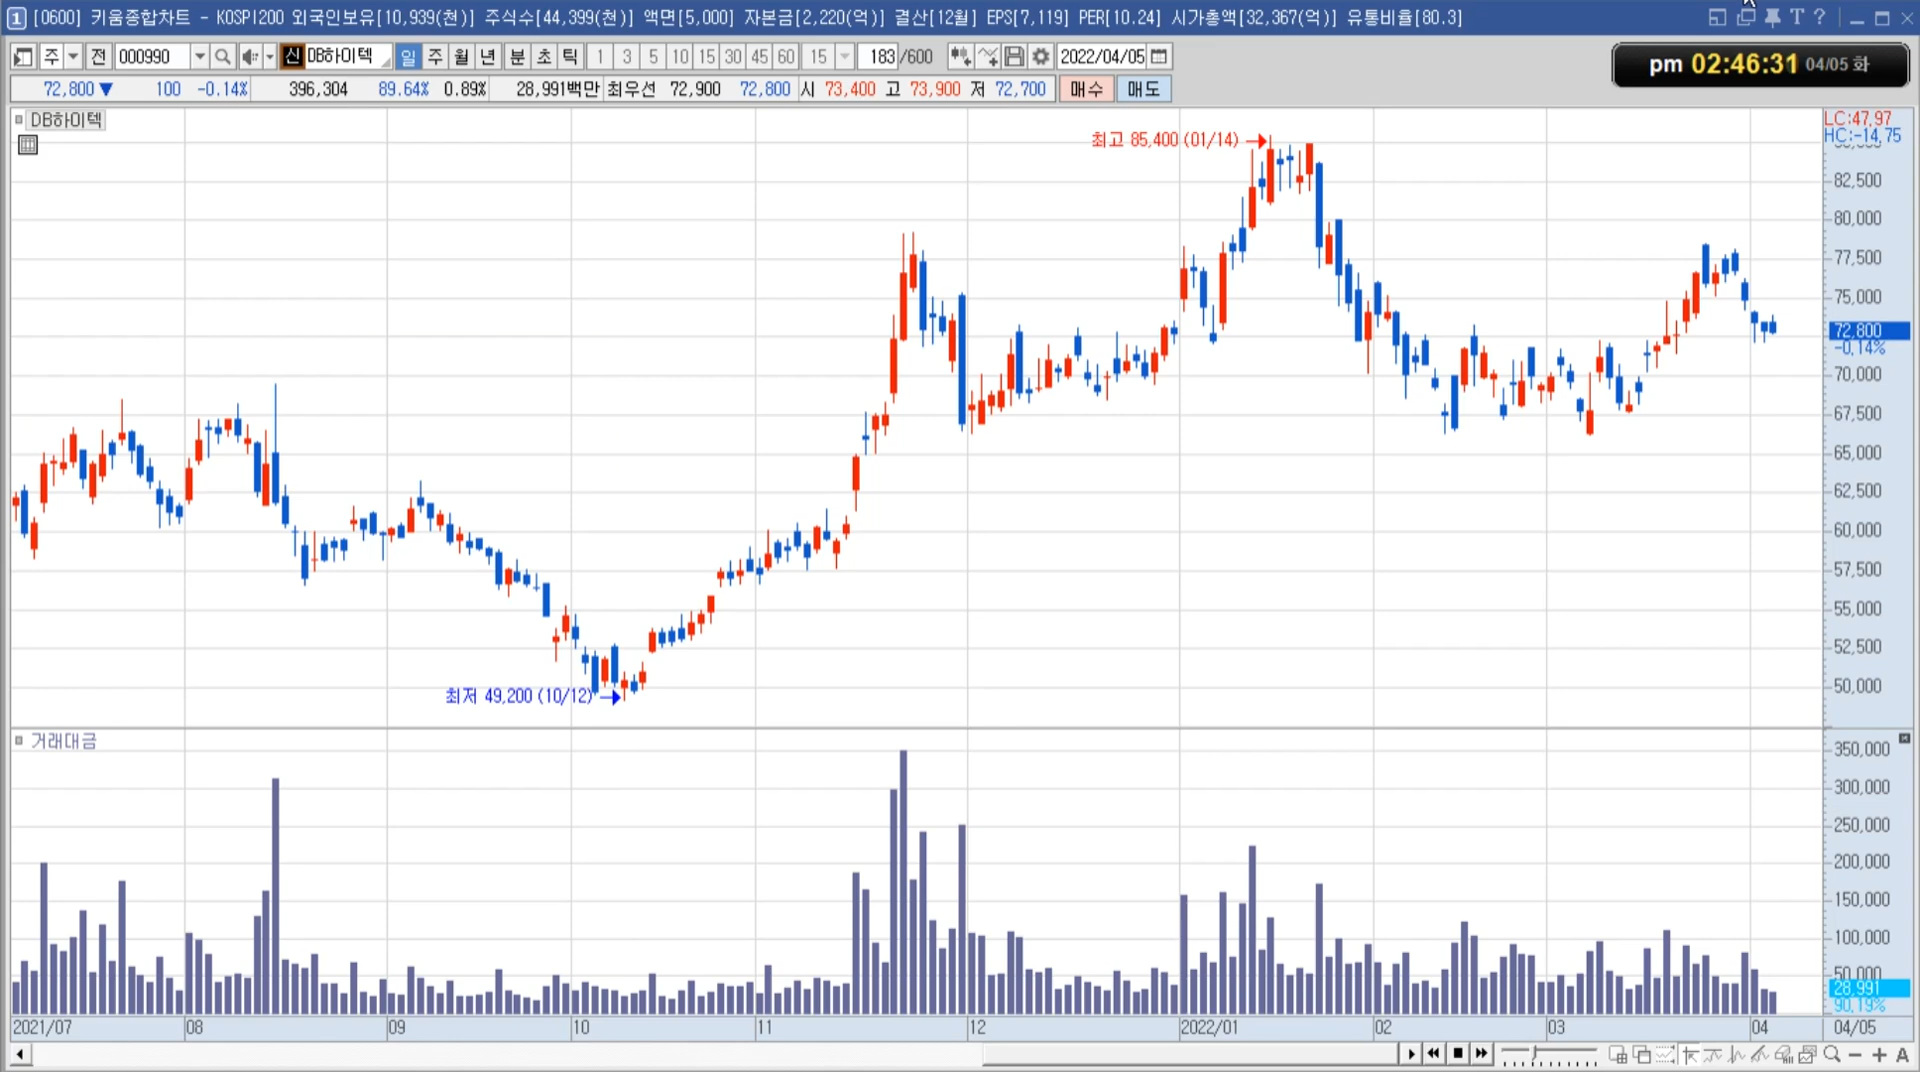 1 [0600] 키움종합차트 - KOSPI200 외국인보유[10,939(천)] 주식수[44,399(천)] 액면[5,000] 자본금[2,220(억)] 결산[12월] EPS[7,119] PER[10.24] 시가총액[32,367(억)] 유통비율[80.3] T ?
주 전 000990 신 DB하이텍 일 주 월 년 분 초 틱 1 3 5 10 15 30 45 60 15 183 /600 2022/04/05
pm 02:46:31 04/05 화
72,800 ▼ 100 -0.14% 396,304 89.64% 0.89% 28,991백만 최우선 72,900 72,800 시 73,400 고 73,900 저 72,700 매수 매도
DB하이텍
LC:47.97
HC:-14.75
최고 85,400 (01/14)
82,500
80,000
77,500
75,000
72,800
-0.14%
70,000
67,500
65,000
62,500
60,000
57,500
55,000
52,500
50,000
최저 49,200 (10/12)
거래대금
350,000
300,000
250,000
200,000
150,000
100,000
50,000
28,991
90.19%
2021/07 08 09 10 11 12 2022/01 02 03 04 04/05
A